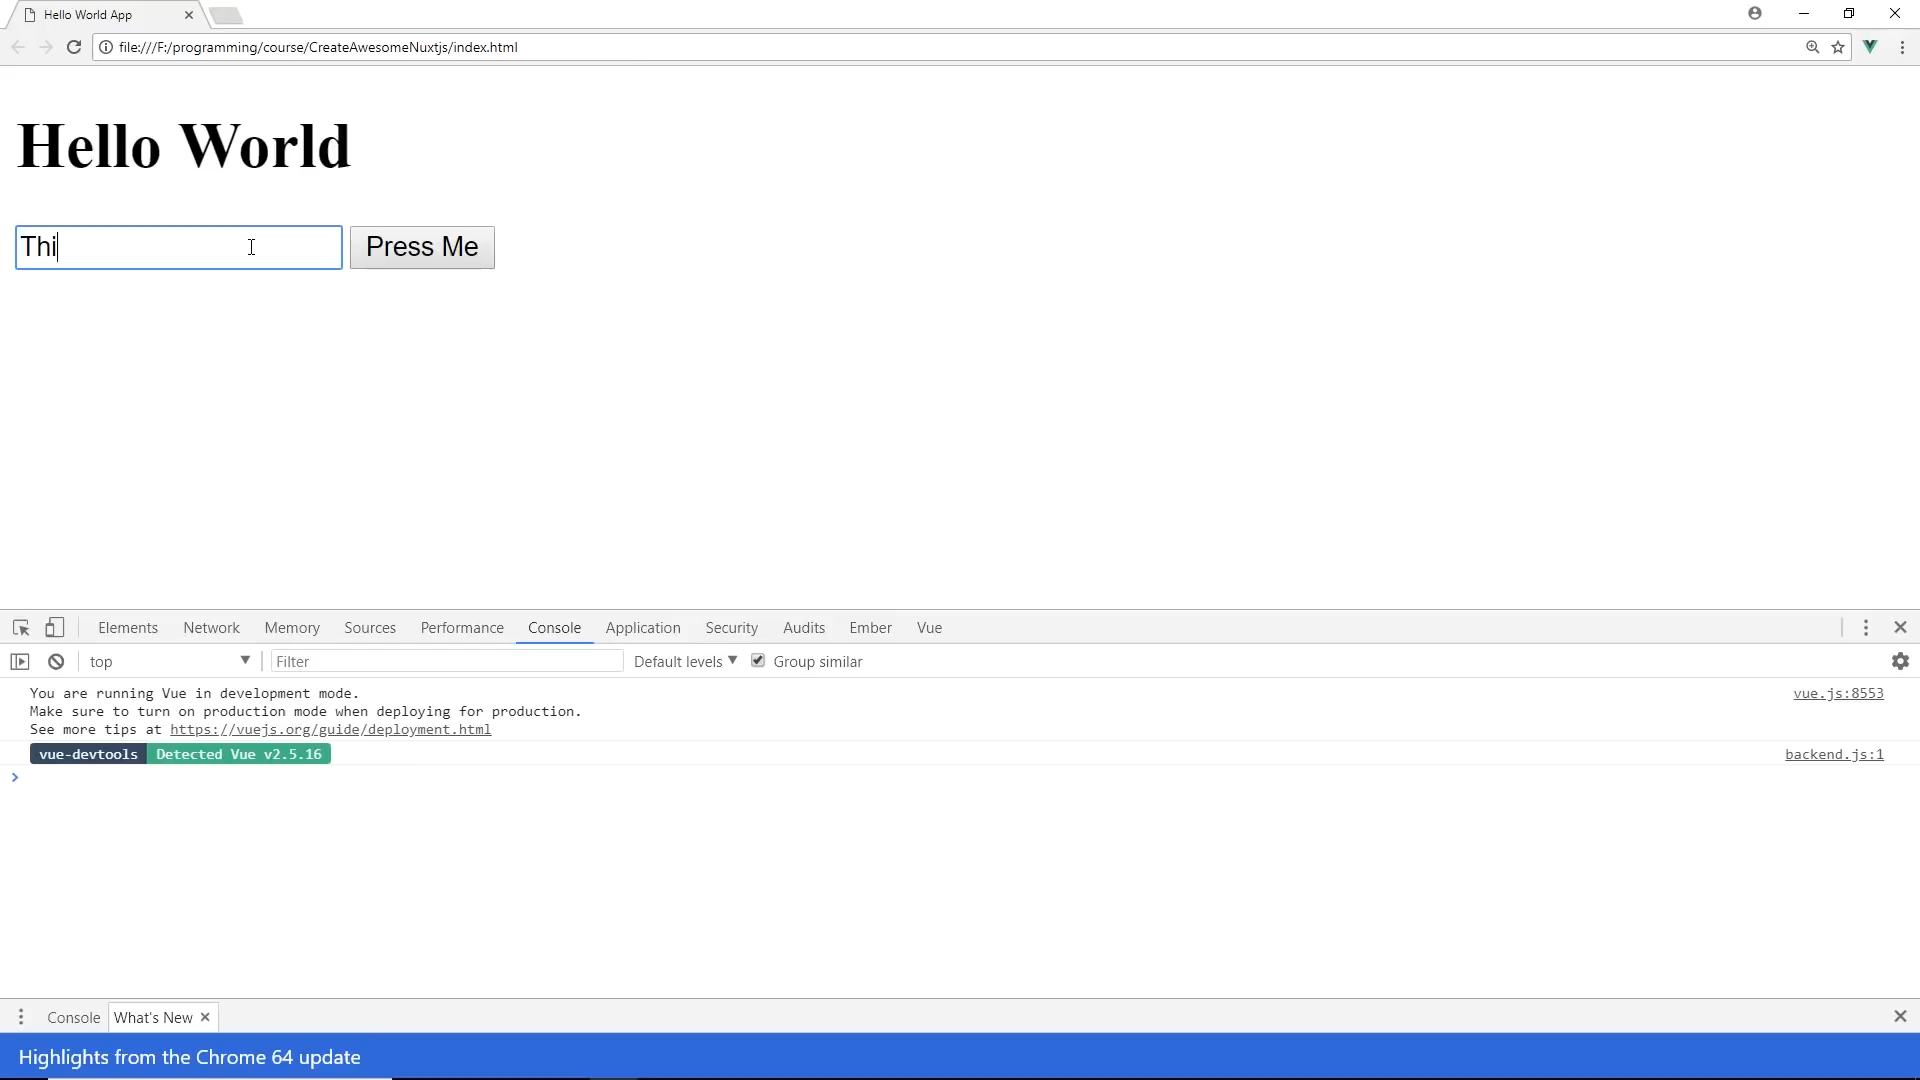 Hello World App
file:///F:/programming/course/CreateAwesomeNuxtjs/index.html
Hello World
Thi Press Me
Elements Network Memory Sources Performance Console Application Security Audits Ember Vue
top Filter Default levels Group similar
You are running Vue in development mode. vue.js:8553
Make sure to turn on production mode when deploying for production.
See more tips at https://vuejs.org/guide/deployment.html
vue-devtools Detected Vue v2.5.16 backend.js:1
Console What's New
Highlights from the Chrome 64 update